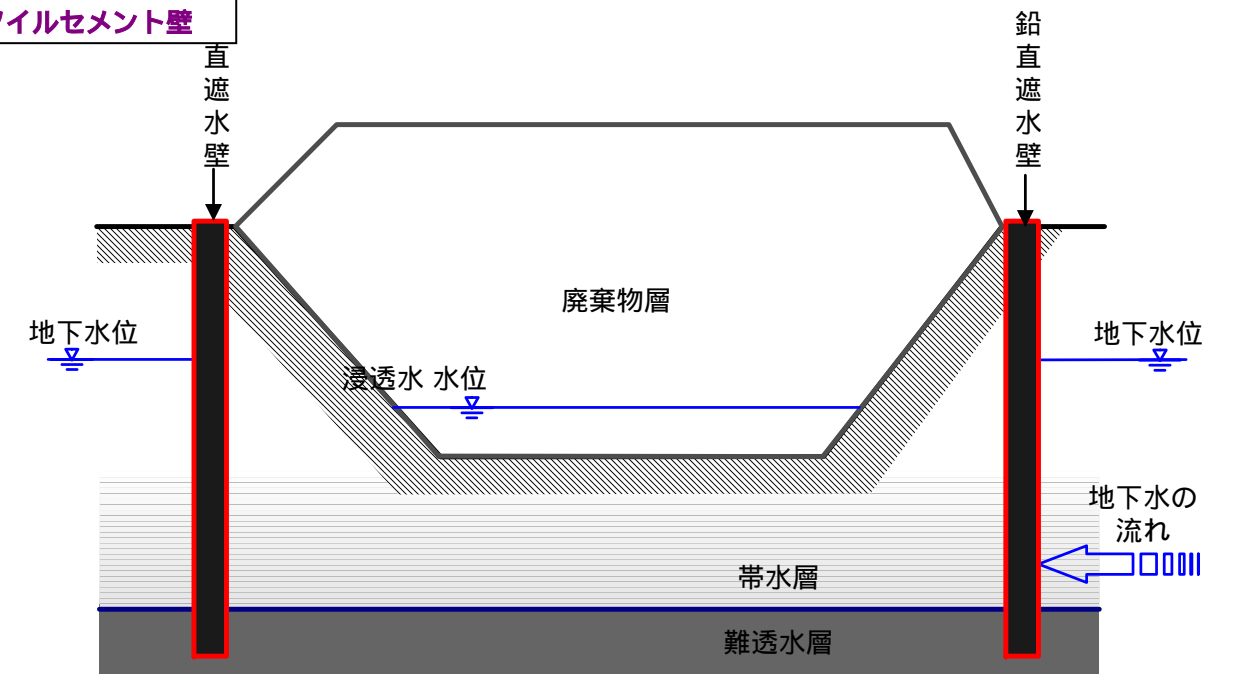 ソイルセメント壁
直遮水壁
鉛直遮水壁
廃棄物層
地下水位
地下水位
浸透水 水位
地下水の
流れ
帯水層
難透水層